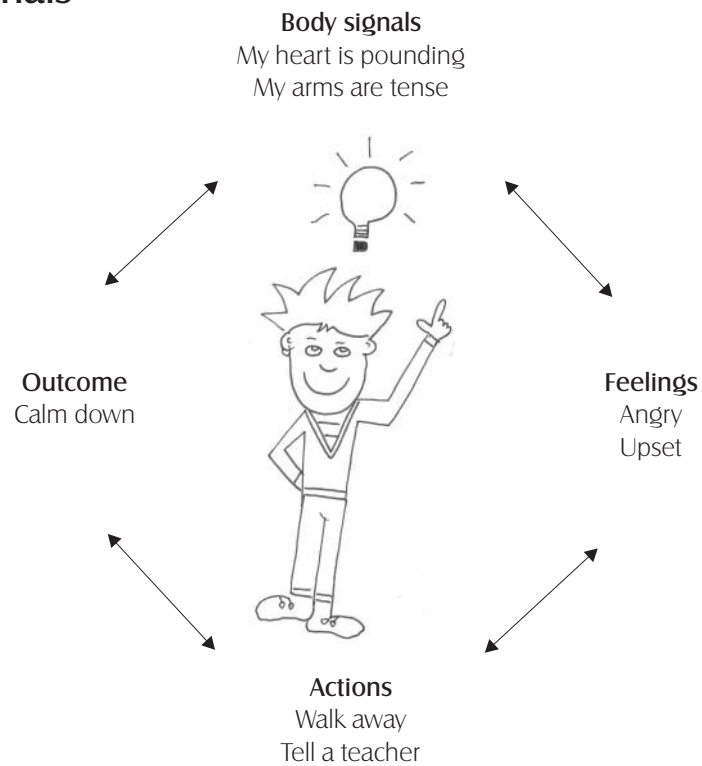 Body signals
My heart is pounding
My arms are tense
Outcome
Calm down
Feelings
Angry
Upset
Actions
Walk away
Tell a teacher